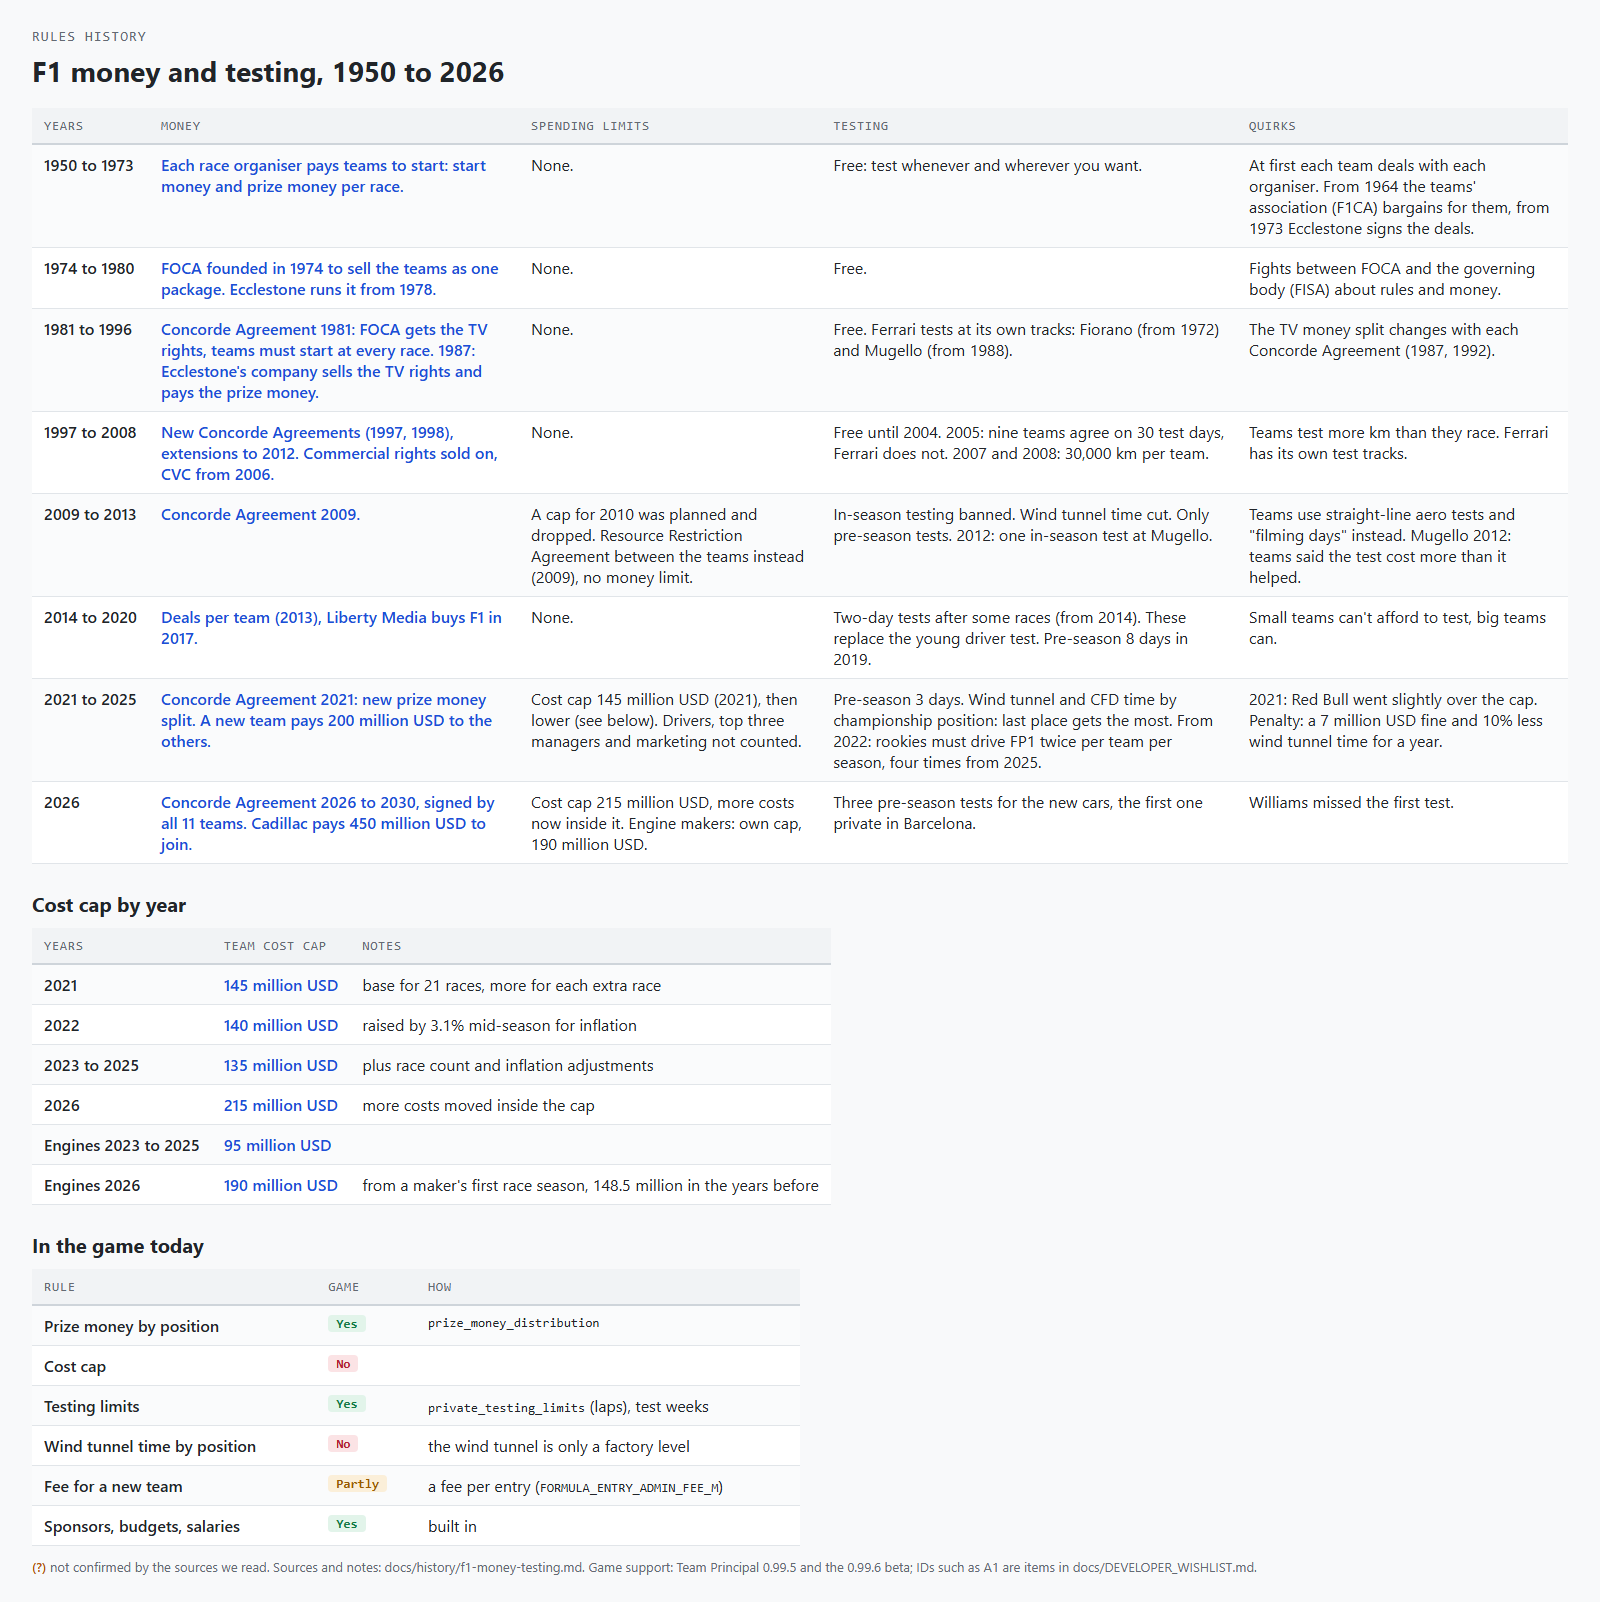 RULES HISTORY
F1 money and testing, 1950 to 2026
YEARS MONEY SPENDING LIMITS TESTING QUIRKS
1950 to 1973
Each race organiser pays teams to start: start
money and prize money per race.
None.
Free: test whenever and wherever you want.
At first each team deals with each
organiser. From 1964 the teams'
association (F1CA) bargains for them, from
1973 Ecclestone signs the deals.
1974 to 1980
FOCA founded in 1974 to sell the teams as one
package. Ecclestone runs it from 1978.
None.
Free.
Fights between FOCA and the governing
body (FISA) about rules and money.
1981 to 1996
Concorde Agreement 1981: FOCA gets the TV
rights, teams must start at every race. 1987:
Ecclestone's company sells the TV rights and
pays the prize money.
None.
Free. Ferrari tests at its own tracks: Fiorano (from 1972)
and Mugello (from 1988).
The TV money split changes with each
Concorde Agreement (1987, 1992).
1997 to 2008
New Concorde Agreements (1997, 1998),
extensions to 2012. Commercial rights sold on,
CVC from 2006.
None.
Free until 2004. 2005: nine teams agree on 30 test days,
Ferrari does not. 2007 and 2008: 30,000 km per team.
Teams test more km than they race. Ferrari
has its own test tracks.
2009 to 2013
Concorde Agreement 2009.
A cap for 2010 was planned and
dropped. Resource Restriction
Agreement between the teams instead
(2009), no money limit.
In-season testing banned. Wind tunnel time cut. Only
pre-season tests. 2012: one in-season test at Mugello.
Teams use straight-line aero tests and
"filming days" instead. Mugello 2012:
teams said the test cost more than it
helped.
2014 to 2020
Deals per team (2013), Liberty Media buys F1 in
2017.
None.
Two-day tests after some races (from 2014). These
replace the young driver test. Pre-season 8 days in
2019.
Small teams can't afford to test, big teams
can.
2021 to 2025
Concorde Agreement 2021: new prize money
split. A new team pays 200 million USD to the
others.
Cost cap 145 million USD (2021), then
lower (see below). Drivers, top three
managers and marketing not counted.
Pre-season 3 days. Wind tunnel and CFD time by
championship position: last place gets the most. From
2022: rookies must drive FP1 twice per team per
season, four times from 2025.
2021: Red Bull went slightly over the cap.
Penalty: a 7 million USD fine and 10% less
wind tunnel time for a year.
2026
Concorde Agreement 2026 to 2030, signed by
all 11 teams. Cadillac pays 450 million USD to
join.
Cost cap 215 million USD, more costs
now inside it. Engine makers: own cap,
190 million USD.
Three pre-season tests for the new cars, the first one
private in Barcelona.
Williams missed the first test.
Cost cap by year
YEARS TEAM COST CAP NOTES
2021 145 million USD base for 21 races, more for each extra race
2022 140 million USD raised by 3.1% mid-season for inflation
2023 to 2025 135 million USD plus race count and inflation adjustments
2026 215 million USD more costs moved inside the cap
Engines 2023 to 2025 95 million USD
Engines 2026 190 million USD from a maker's first race season, 148.5 million in the years before
In the game today
RULE GAME HOW
Prize money by position Yes prize_money_distribution
Cost cap No
Testing limits Yes private_testing_limits (laps), test weeks
Wind tunnel time by position No the wind tunnel is only a factory level
Fee for a new team Partly a fee per entry (FORMULA_ENTRY_ADMIN_FEE_M)
Sponsors, budgets, salaries Yes built in
(?) not confirmed by the sources we read. Sources and notes: docs/history/f1-money-testing.md. Game support: Team Principal 0.99.5 and the 0.99.6 beta; IDs such as A1 are items in docs/DEVELOPER_WISHLIST.md.